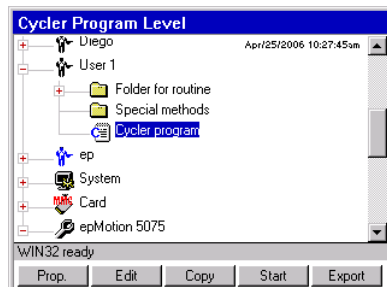 Cycler Program Level
Diego Apr/25/2006 10:27:45am
User 1
Folder for routine
Special methods
Cycler program
ep
System
Card
epMotion 5075
WIN32 ready
Prop. Edit Copy Start Export